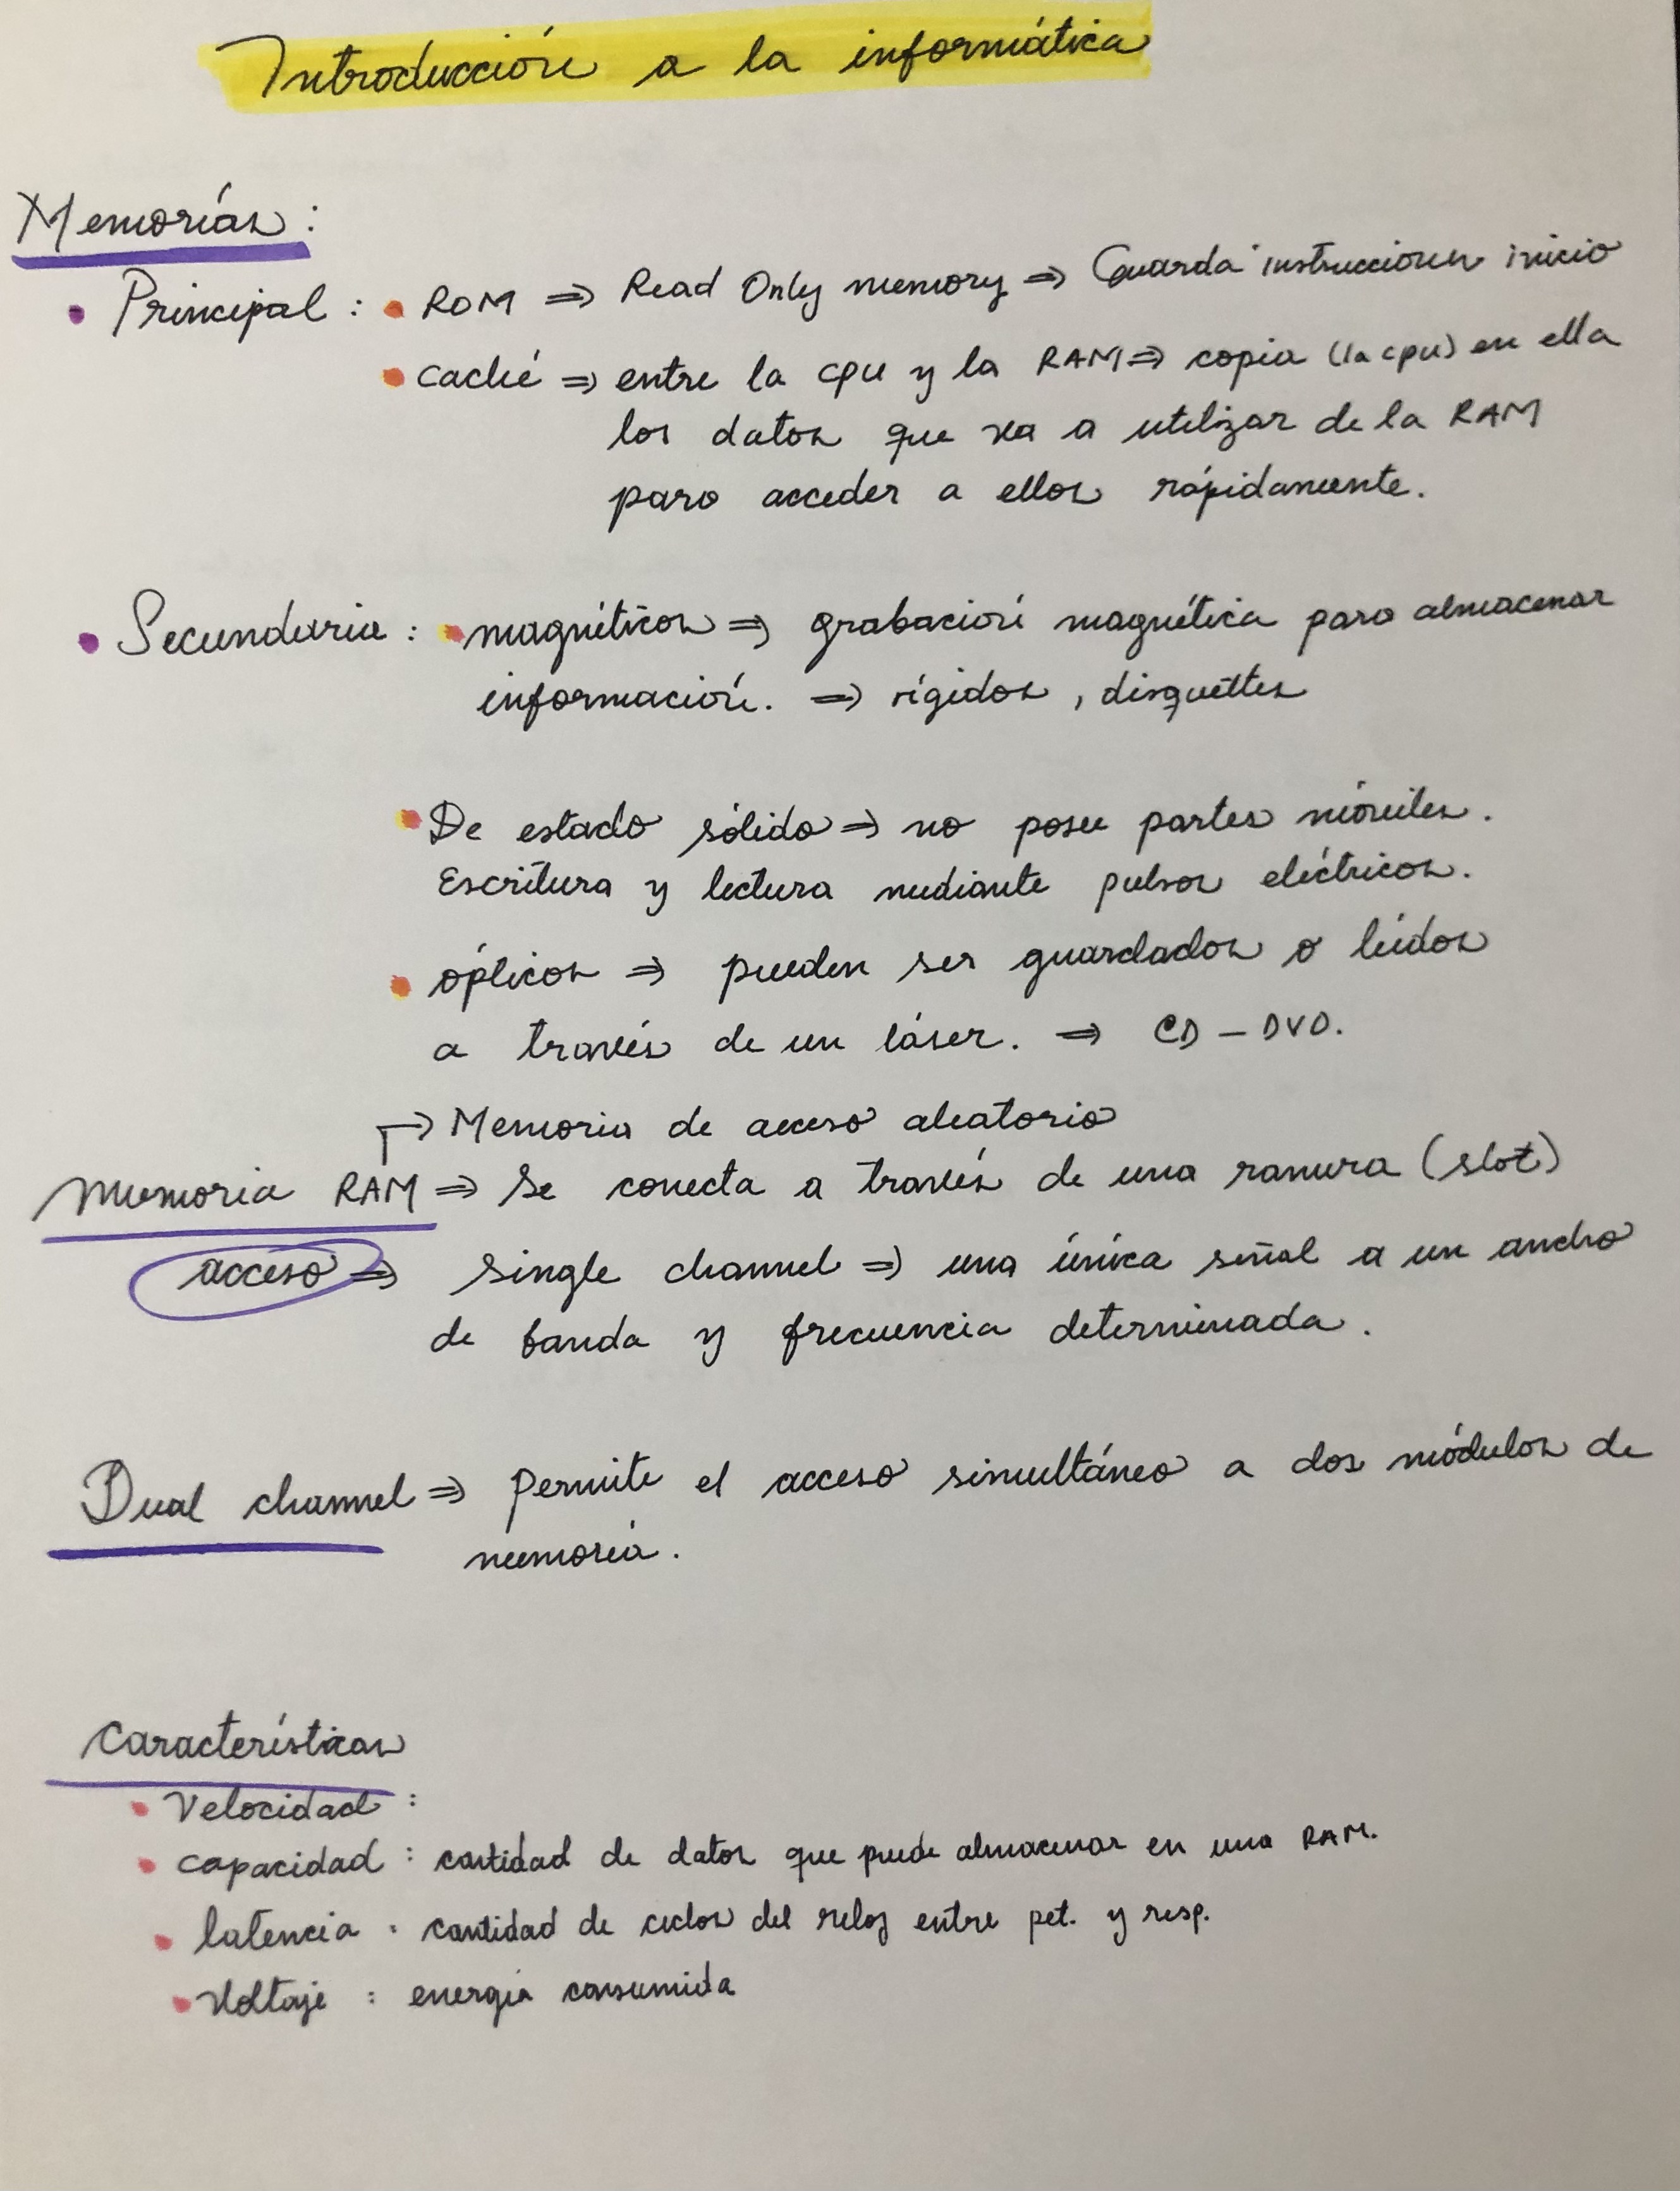 Introducción a la informática
Memorias:
• Principal: • ROM ⇒ Read Only memory ⇒ Guarda instrucciones inicio
• caché ⇒ entre la cpu y la RAM ⇒ copia (la cpu) en ella
los datos que va a utilizar de la RAM
para acceder a ellos rápidamente.
• Secundaria: • magnéticos ⇒ grabación magnética para almacenar
información. ⇒ rígidos, disquettes
• De estado sólido ⇒ no posee partes móviles.
Escritura y lectura mediante pulsos eléctricos.
• ópticos ⇒ pueden ser guardados o leídos
a través de un láser. ⇒ CD - DVD.
→ Memoria de acceso aleatorio
Memoria RAM ⇒ Se conecta a través de una ranura (slot)
acceso ⇒ Single channel ⇒ una única señal a un ancho
de banda y frecuencia determinada.
Dual channel ⇒ Permite el acceso simultáneo a dos módulos de
memoria.
Características
• Velocidad:
• capacidad: cantidad de datos que puede almacenar en una RAM.
• latencia: cantidad de ciclos del reloj entre pet. y resp.
• Voltaje: energía consumida